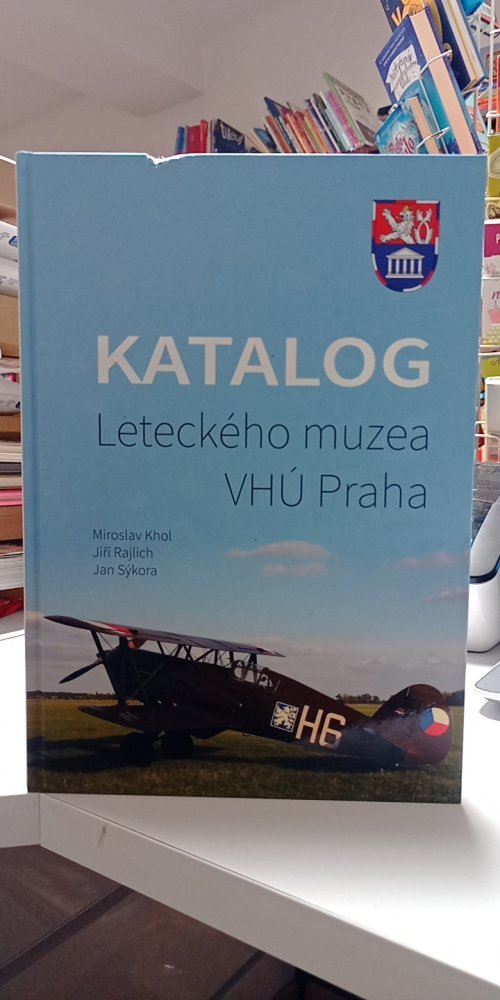 KATALOG
Leteckého muzea
VHÚ Praha
Miroslav Khol
Jiří Rajlich
Jan Sýkora
H6